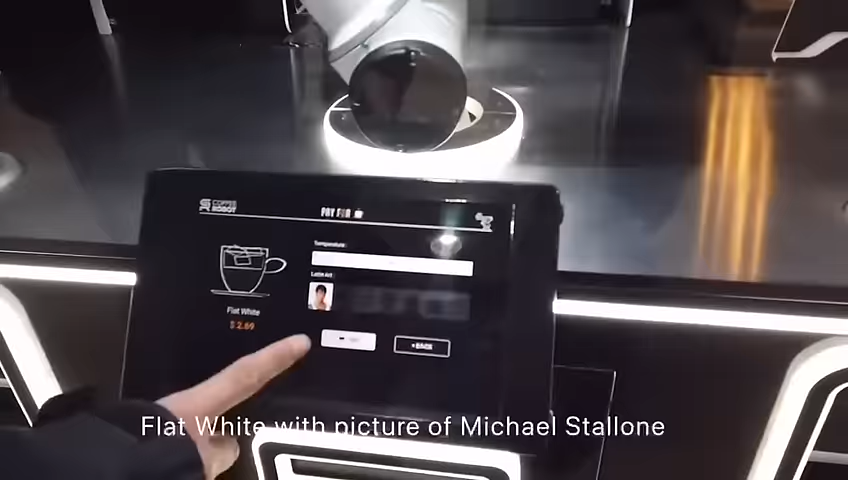 COFFEE
ROBOT
PAY FOR
Temperature:
Latte Art:
Flat White
$ 2.69
BACK
Flat White with picture of Michael Stallone